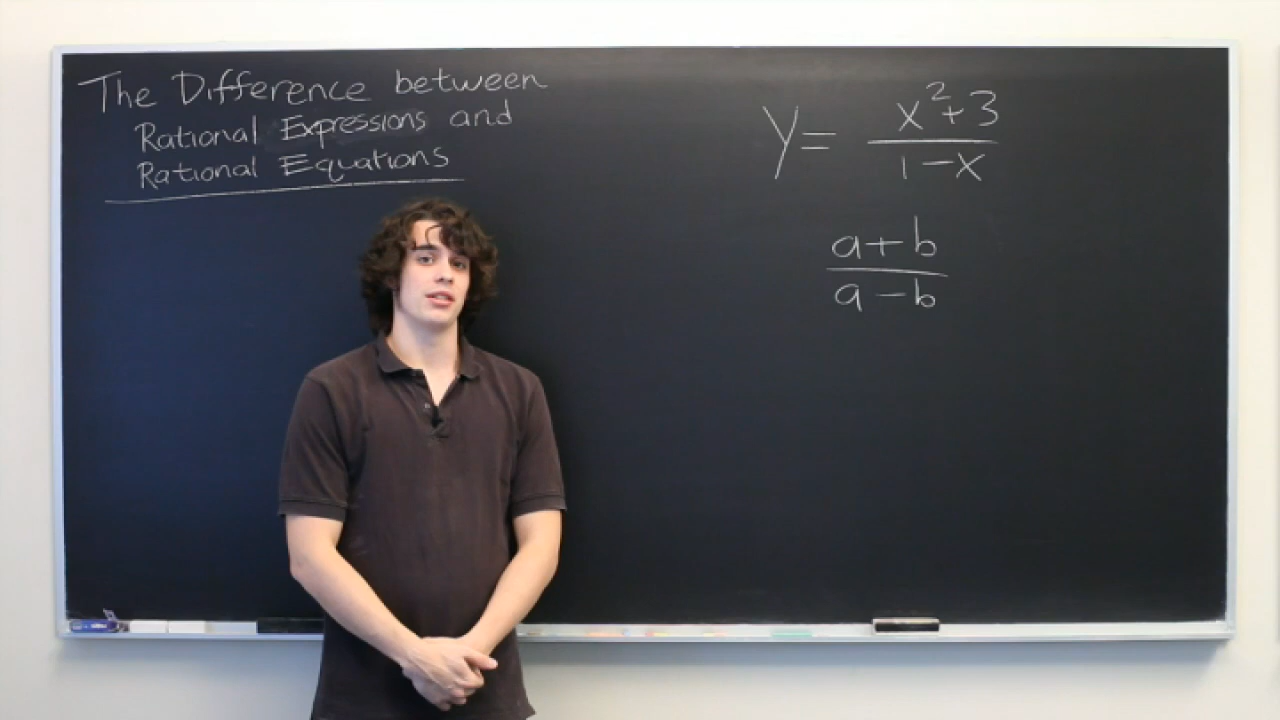 The Difference between
Rational Expressions and
Rational Equations
y = x²+3
1-x
a+b
a-b